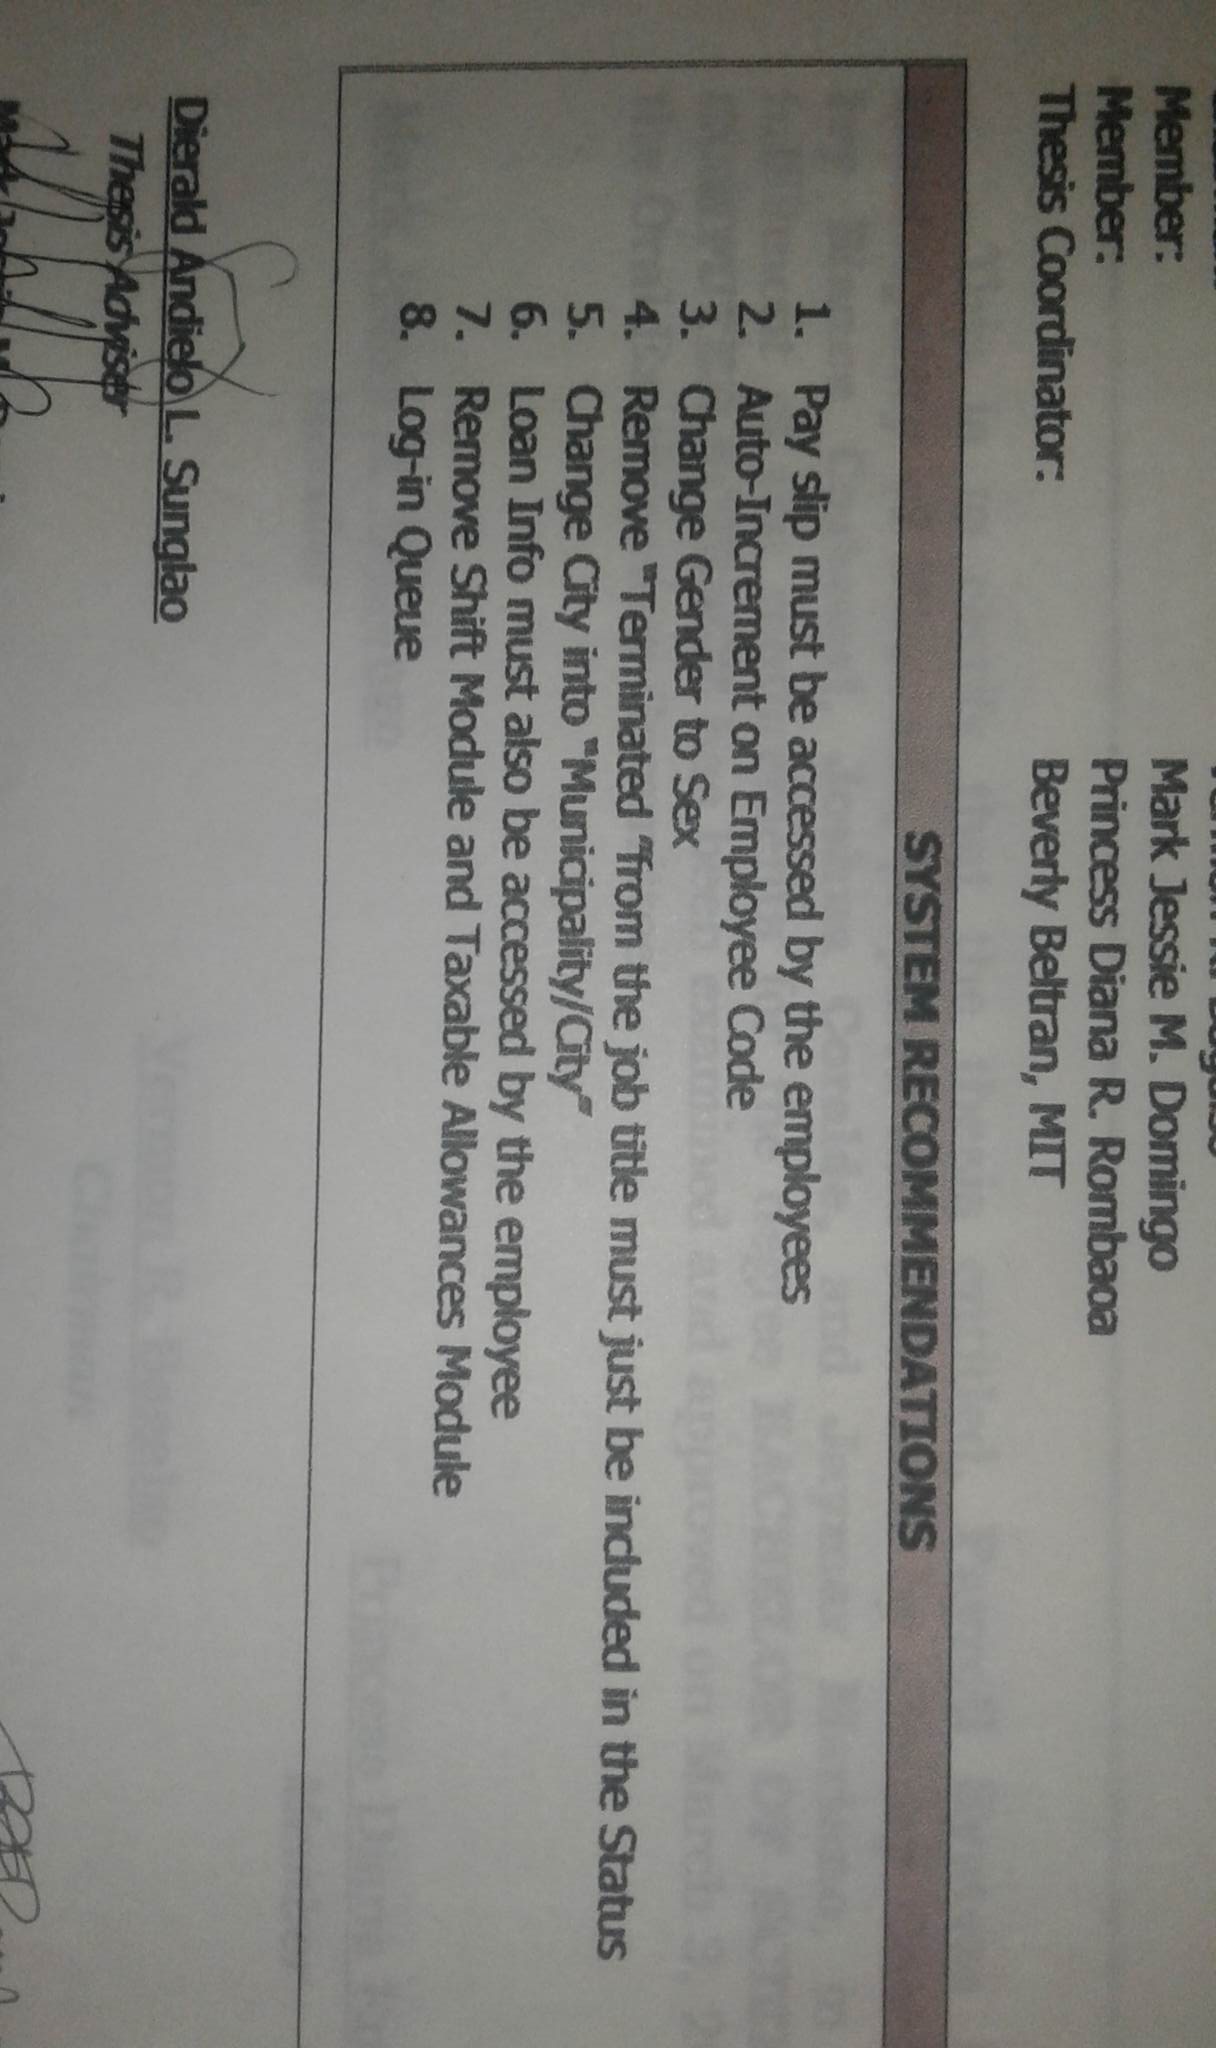 Member: Mark Jessie M. Domingo
Member: Princess Diana R. Rombaoa
Thesis Coordinator: Beverly Beltran, MIT
SYSTEM RECOMMENDATIONS
1. Pay slip must be accessed by the employees
2. Auto-Increment on Employee Code
3. Change Gender to Sex
4. Remove "Terminated "from the job title must just be included in the Status
5. Change City into "Municipality/City"
6. Loan Info must also be accessed by the employee
7. Remove Shift Module and Taxable Allowances Module
8. Log-in Queue
Dierald Andielo L. Sunglao
Thesis Adviser